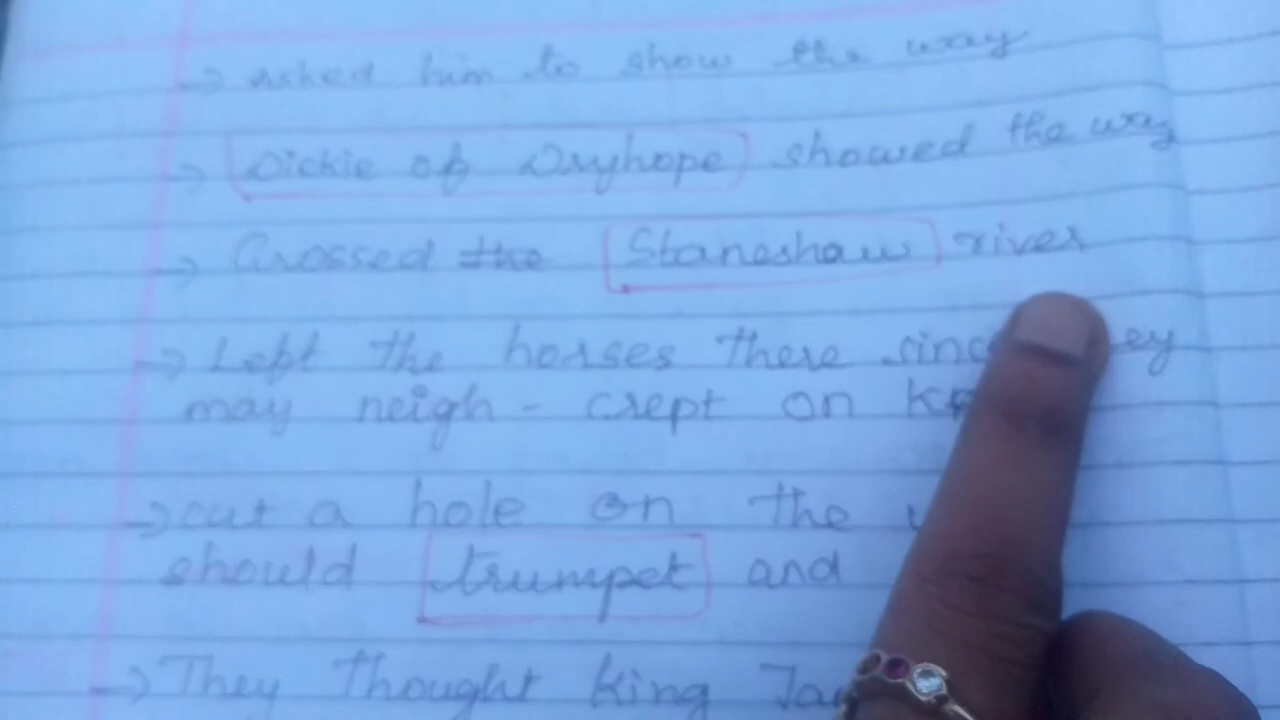 → asked him to show the way
→ Dickie of Dryhope showed the way
→ Crossed the Staneshaw river
→ Left the horses there
may neigh - crept on
→ cut a hole on the
should trumpet and
→ They thought king